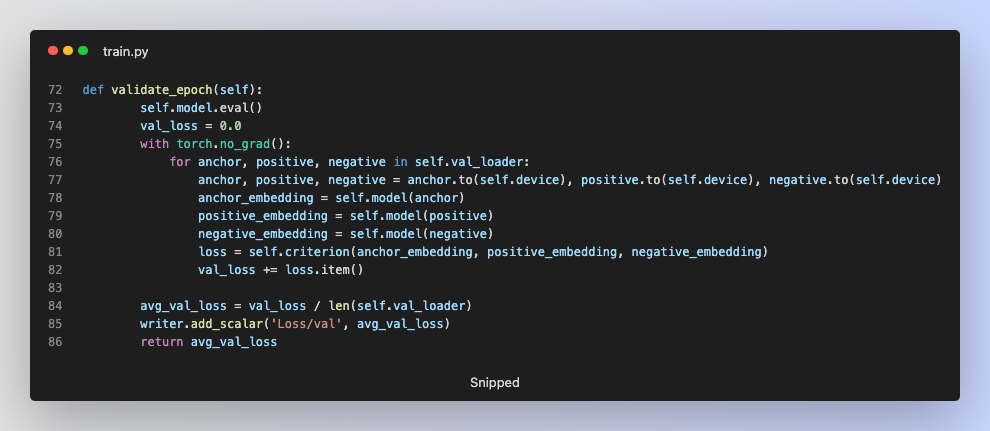 train.py
72 def validate_epoch(self):
73 self.model.eval()
74 val_loss = 0.0
75 with torch.no_grad():
76 for anchor, positive, negative in self.val_loader:
77 anchor, positive, negative = anchor.to(self.device), positive.to(self.device), negative.to(self.device)
78 anchor_embedding = self.model(anchor)
79 positive_embedding = self.model(positive)
80 negative_embedding = self.model(negative)
81 loss = self.criterion(anchor_embedding, positive_embedding, negative_embedding)
82 val_loss += loss.item()
83
84 avg_val_loss = val_loss / len(self.val_loader)
85 writer.add_scalar('Loss/val', avg_val_loss)
86 return avg_val_loss
Snipped